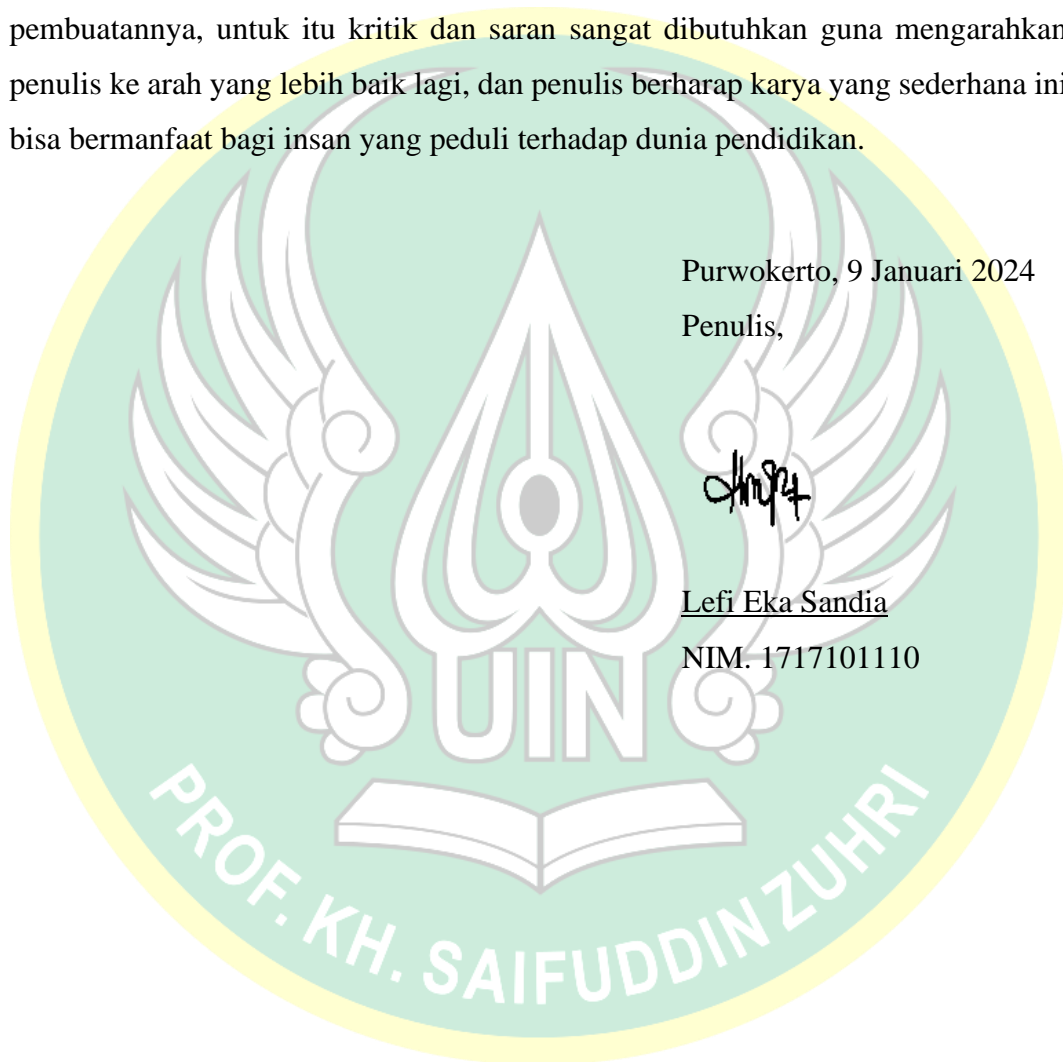 pembuatannya, untuk itu kritik dan saran sangat dibutuhkan guna mengarahkan
penulis ke arah yang lebih baik lagi, dan penulis berharap karya yang sederhana ini
bisa bermanfaat bagi insan yang peduli terhadap dunia pendidikan.
Purwokerto, 9 Januari 2024
Penulis,
Lefi Eka Sandia
NIM. 1717101110
UIN
PROF. KH. SAIFUDDIN ZUHRI